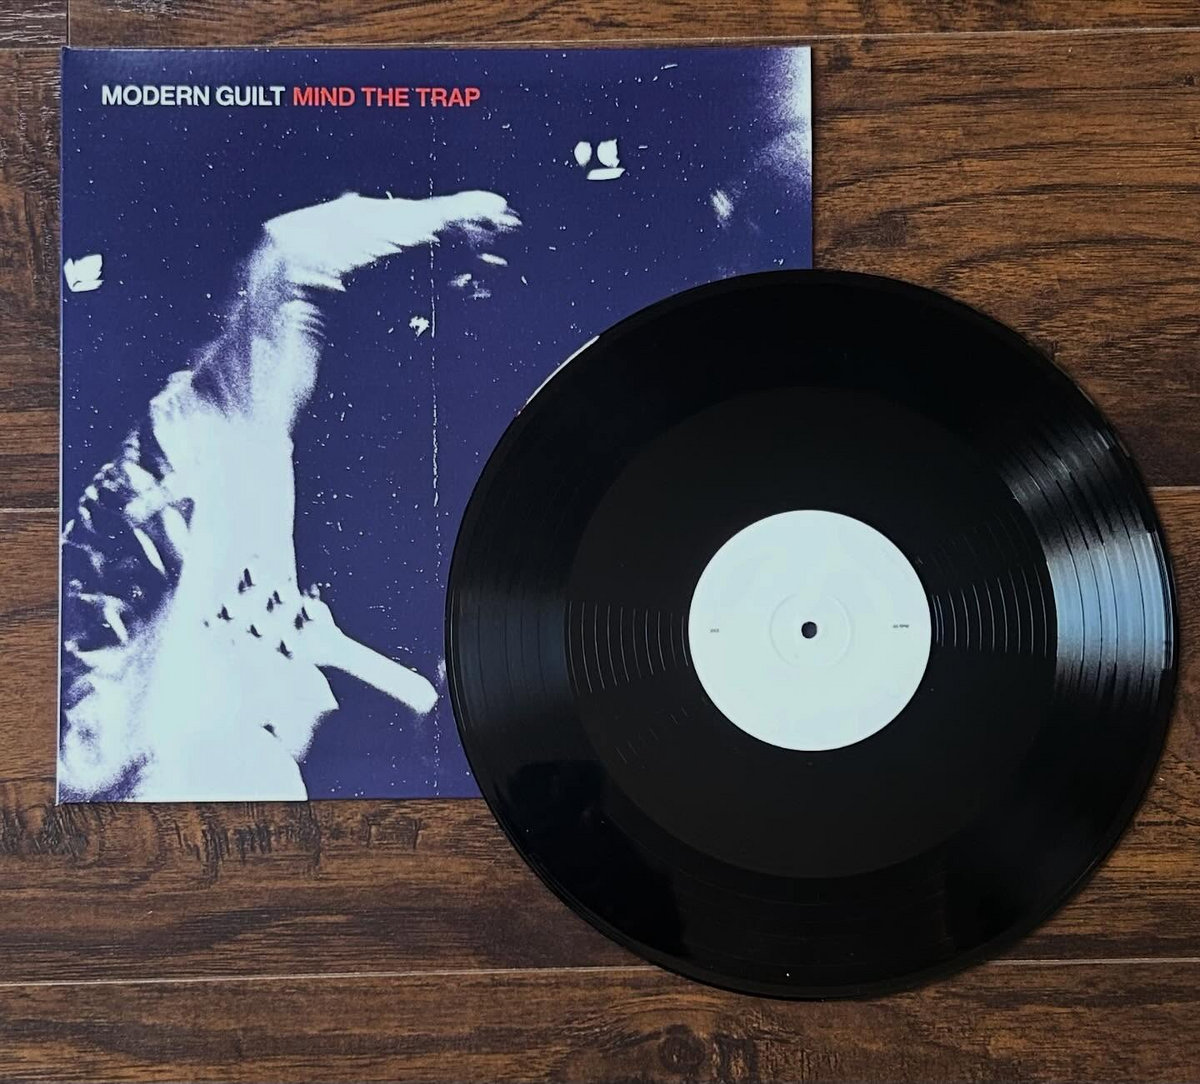 MODERN GUILT MIND THE TRAP